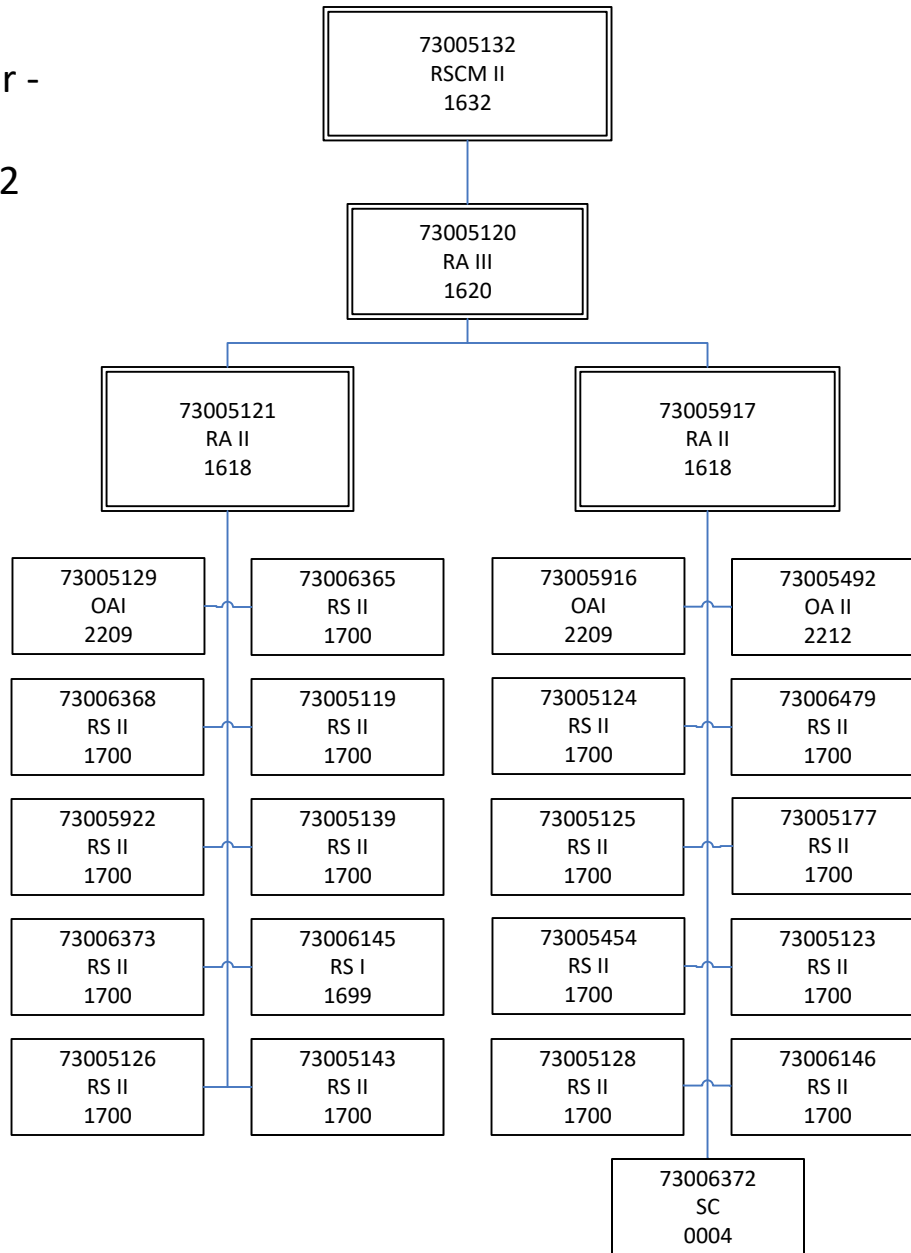 r -
2
73005132
RSCM II
1632
73005120
RA III
1620
73005121
RA II
1618
73005917
RA II
1618
73005129
OAI
2209
73006365
RS II
1700
73005916
OAI
2209
73005492
OA II
2212
73006368
RS II
1700
73005119
RS II
1700
73005124
RS II
1700
73006479
RS II
1700
73005922
RS II
1700
73005139
RS II
1700
73005125
RS II
1700
73005177
RS II
1700
73006373
RS II
1700
73006145
RS I
1699
73005454
RS II
1700
73005123
RS II
1700
73005126
RS II
1700
73005143
RS II
1700
73005128
RS II
1700
73006146
RS II
1700
73006372
SC
0004